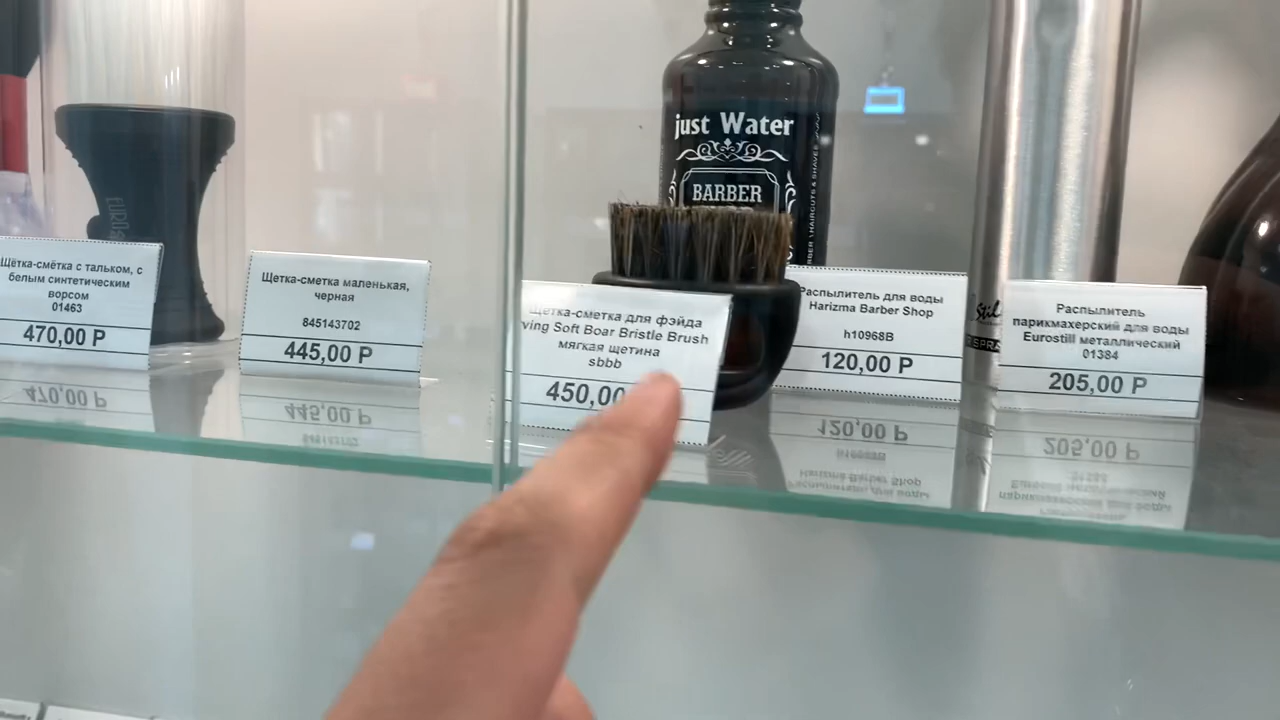 just Water
BARBER
Щётка-смётка с тальком, с
белым синтетическим
ворсом
01463
470,00 Р
Щетка-сметка маленькая,
черная
845143702
445,00 Р
Щетка-сметка для фэйда
ving Soft Boar Bristle Brush
мягкая щетина
sbbb
450,00
Распылитель для воды
Harizma Barber Shop
h10968B
120,00 Р
Распылитель
парикмахерский для воды
Eurostill металлический
01384
205,00 Р